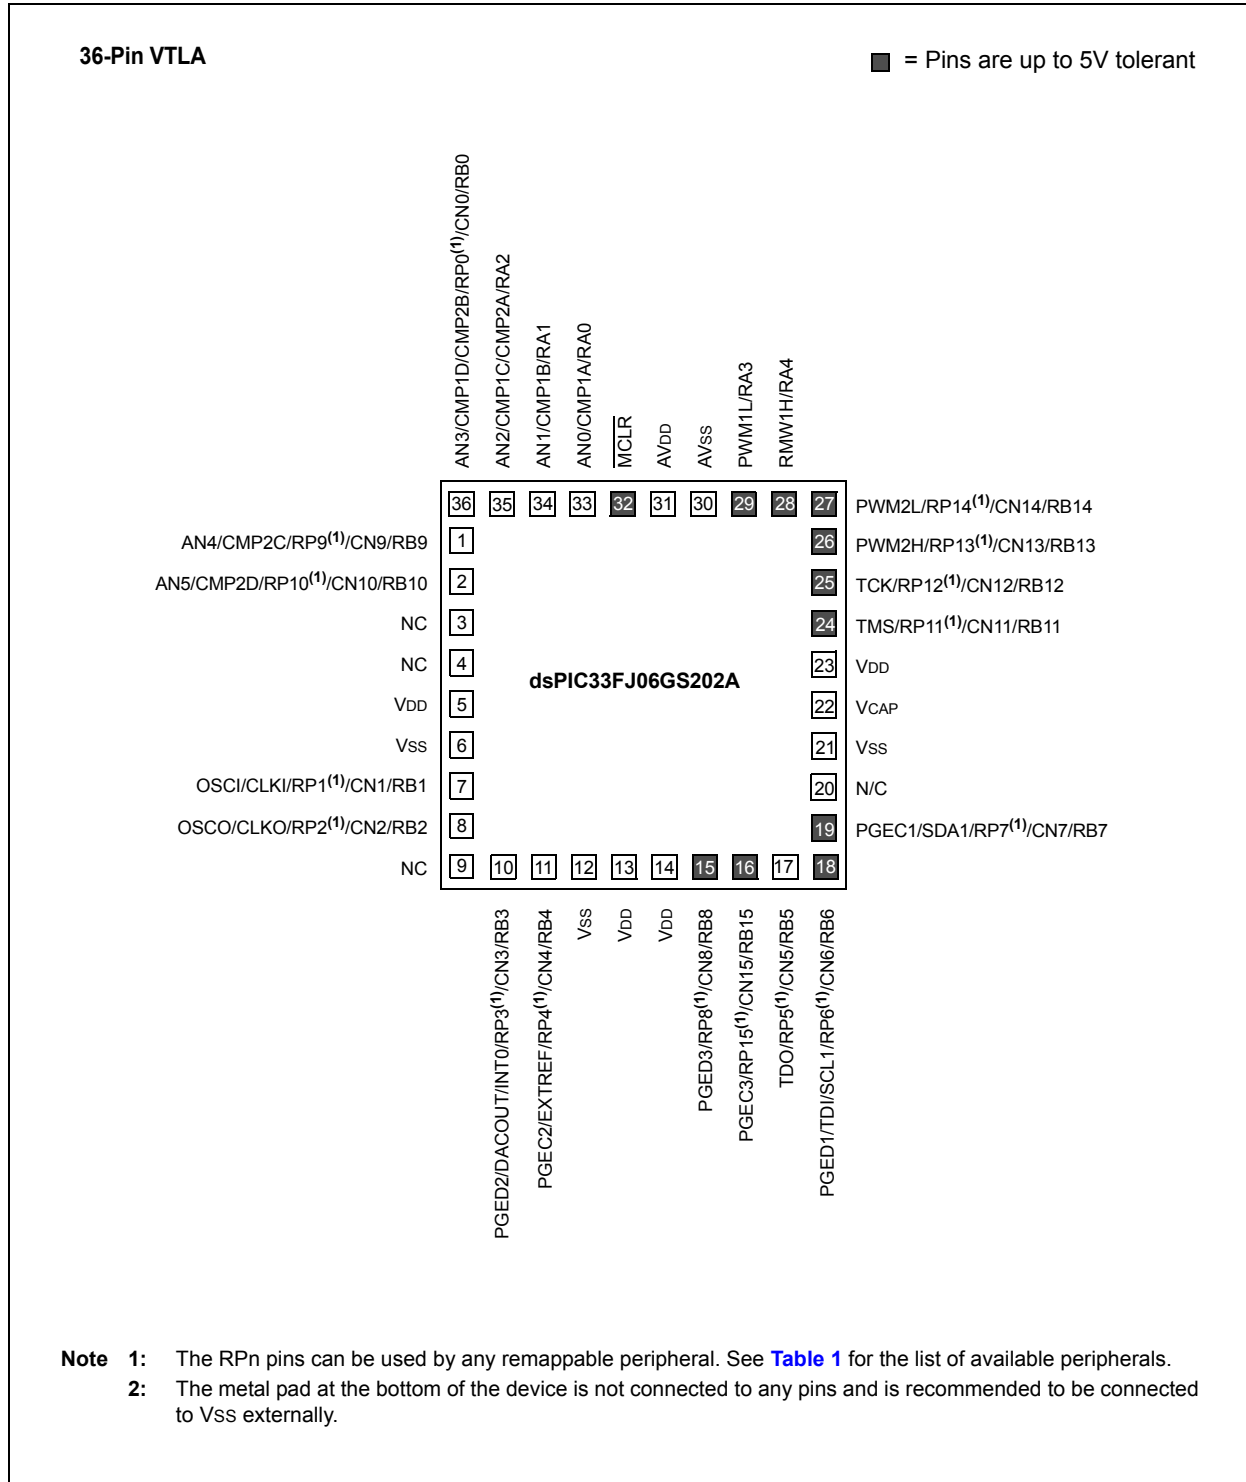 36-Pin VTLA
= Pins are up to 5V tolerant
AN3/CMP1D/CMP2B/RP0(1)/CN0/RB0
AN2/CMP1C/CMP2A/RA2
AN1/CMP1B/RA1
AN0/CMP1A/RA0
MCLR
AVDD
AVSS
PWM1L/RA3
RMW1H/RA4
36 35 34 33 32 31 30 29 28 27 PWM2L/RP14(1)/CN14/RB14
AN4/CMP2C/RP9(1)/CN9/RB9 1 26 PWM2H/RP13(1)/CN13/RB13
AN5/CMP2D/RP10(1)/CN10/RB10 2 25 TCK/RP12(1)/CN12/RB12
NC 3 24 TMS/RP11(1)/CN11/RB11
NC 4 23 VDD
dsPIC33FJ06GS202A
VDD 5 22 VCAP
VSS 6 21 VSS
OSCI/CLKI/RP1(1)/CN1/RB1 7 20 N/C
OSCO/CLKO/RP2(1)/CN2/RB2 8 19 PGEC1/SDA1/RP7(1)/CN7/RB7
NC 9 10 11 12 13 14 15 16 17 18
PGED2/DACOUT/INT0/RP3(1)/CN3/RB3
PGEC2/EXTREF/RP4(1)/CN4/RB4
VSS
VDD
VDD
PGED3/RP8(1)/CN8/RB8
PGEC3/RP15(1)/CN15/RB15
TDO/RP5(1)/CN5/RB5
PGED1/TDI/SCL1/RP6(1)/CN6/RB6
Note 1: The RPn pins can be used by any remappable peripheral. See Table 1 for the list of available peripherals.
2: The metal pad at the bottom of the device is not connected to any pins and is recommended to be connected
to VSS externally.